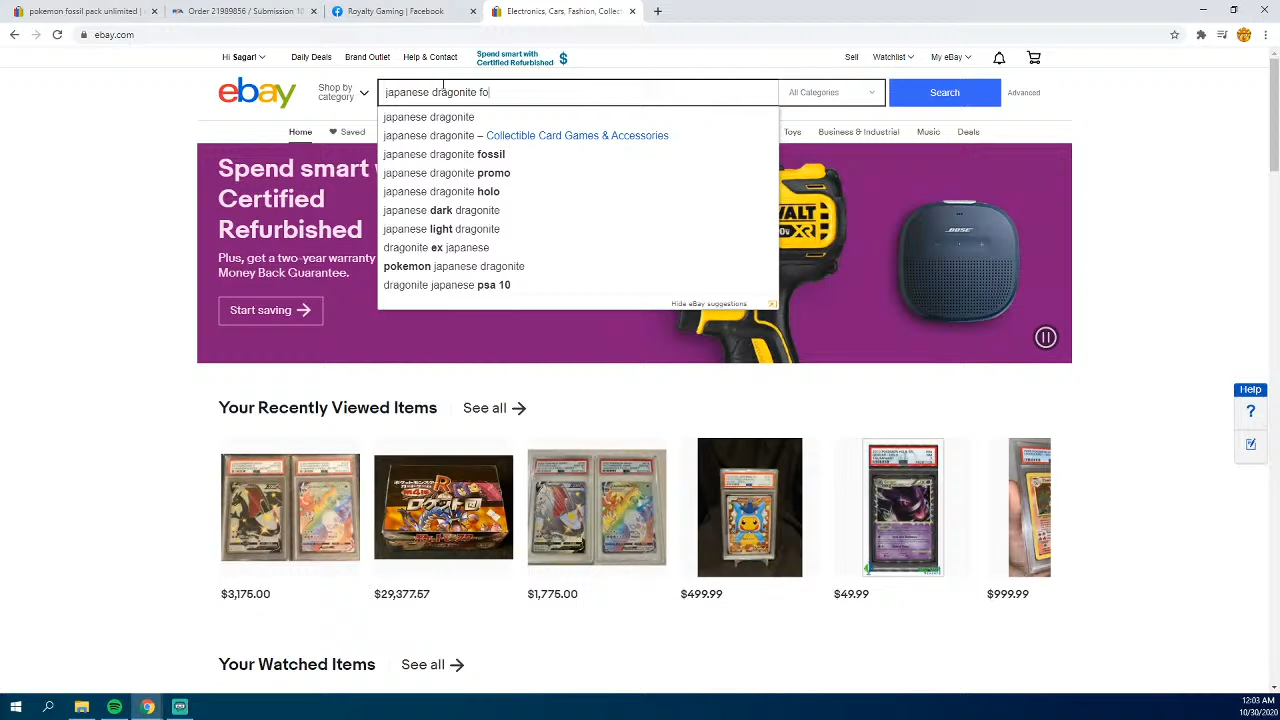 pokemon fossil pack unlimited |
Order 21989856 / Submission 10
Royalty Gaming | Facebook
Electronics, Cars, Fashion, Collect
ebay.com
Hi Sagar!
Daily Deals
Brand Outlet
Help & Contact
Spend smart with
Certified Refurbished
$
Sell
Watchlist
My eBay
ebay
Shop by
category
japanese dragonite fo
All Categories
Search
Advanced
Home
Saved
Toys
Business & Industrial
Music
Deals
japanese dragonite
japanese dragonite – Collectible Card Games & Accessories
japanese dragonite fossil
japanese dragonite promo
japanese dragonite holo
japanese dark dragonite
japanese light dragonite
dragonite ex japanese
pokemon japanese dragonite
dragonite japanese psa 10
Hide eBay suggestions
Spend smart
Certified
Refurbished
Plus, get a two-year warranty
Money Back Guarantee.
Start saving
BOSE
Help
?
Your Recently Viewed Items
See all
$3,175.00
$29,377.57
$1,775.00
$499.99
$49.99
$999.99
Your Watched Items
See all
12:03 AM
10/30/2020